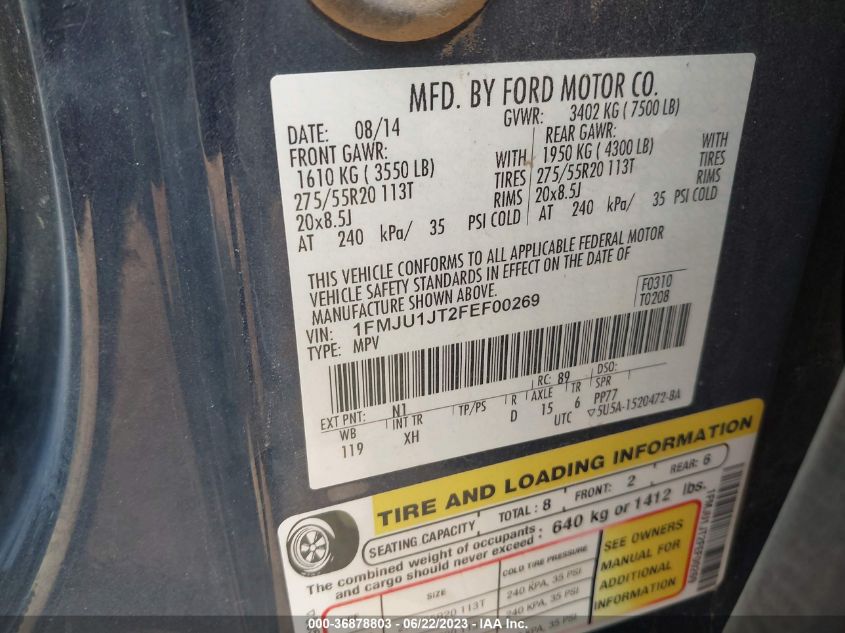 MFD. BY FORD MOTOR CO.
DATE: 08/14 GVWR: 3402 KG ( 7500 LB)
FRONT GAWR: REAR GAWR:
1610 KG ( 3550 LB) WITH 1950 KG ( 4300 LB) WITH
275/55R20 113T TIRES 275/55R20 113T TIRES
20x8.5J RIMS 20x8.5J RIMS
AT 240 kPa/ 35 PSI COLD AT 240 kPa/ 35 PSI COLD
THIS VEHICLE CONFORMS TO ALL APPLICABLE FEDERAL MOTOR
VEHICLE SAFETY STANDARDS IN EFFECT ON THE DATE OF
MANUFACTURE SHOWN ABOVE.
F0310
T0208
VIN: 1FMJU1JT2FEF00269
TYPE: MPV
EXT PNT: N1 RC: 89 DSO:
WB INT TR TP/PS R AXLE TR SPR
119 XH D 15 6 PP77
UTC ▽5U5A-1520472-BA
TIRE AND LOADING INFORMATION
SEATING CAPACITY TOTAL: 8 FRONT: 2 REAR: 6
The combined weight of occupants and cargo should never exceed: 640 kg or 1412 lbs.
SIZE COLD TIRE PRESSURE
240 KPA, 35 PSI
240 KPA, 35 PSI
SEE OWNERS
MANUAL FOR
ADDITIONAL
INFORMATION
000-36878803 - 06/22/2023 - IAA Inc.